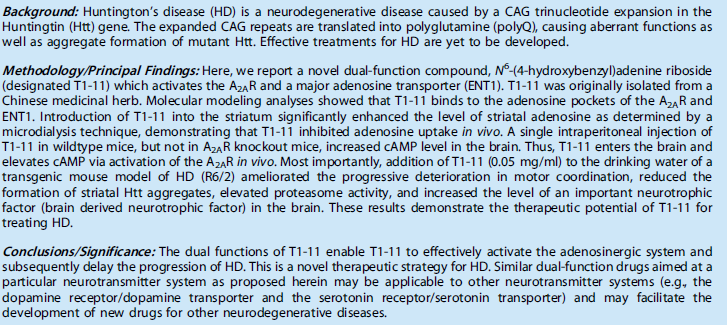 Background: Huntington's disease (HD) is a neurodegenerative disease caused by a CAG trinucleotide expansion in the
Huntingtin (Htt) gene. The expanded CAG repeats are translated into polyglutamine (polyQ), causing aberrant functions as
well as aggregate formation of mutant Htt. Effective treatments for HD are yet to be developed.
Methodology/Principal Findings: Here, we report a novel dual-function compound, N⁶-(4-hydroxybenzyl)adenine riboside
(designated T1-11) which activates the A₂ₐR and a major adenosine transporter (ENT1). T1-11 was originally isolated from a
Chinese medicinal herb. Molecular modeling analyses showed that T1-11 binds to the adenosine pockets of the A₂ₐR and
ENT1. Introduction of T1-11 into the striatum significantly enhanced the level of striatal adenosine as determined by a
microdialysis technique, demonstrating that T1-11 inhibited adenosine uptake in vivo. A single intraperitoneal injection of
T1-11 in wildtype mice, but not in A₂ₐR knockout mice, increased cAMP level in the brain. Thus, T1-11 enters the brain and
elevates cAMP via activation of the A₂ₐR in vivo. Most importantly, addition of T1-11 (0.05 mg/ml) to the drinking water of a
transgenic mouse model of HD (R6/2) ameliorated the progressive deterioration in motor coordination, reduced the
formation of striatal Htt aggregates, elevated proteasome activity, and increased the level of an important neurotrophic
factor (brain derived neurotrophic factor) in the brain. These results demonstrate the therapeutic potential of T1-11 for
treating HD.
Conclusions/Significance: The dual functions of T1-11 enable T1-11 to effectively activate the adenosinergic system and
subsequently delay the progression of HD. This is a novel therapeutic strategy for HD. Similar dual-function drugs aimed at a
particular neurotransmitter system as proposed herein may be applicable to other neurotransmitter systems (e.g., the
dopamine receptor/dopamine transporter and the serotonin receptor/serotonin transporter) and may facilitate the
development of new drugs for other neurodegenerative diseases.